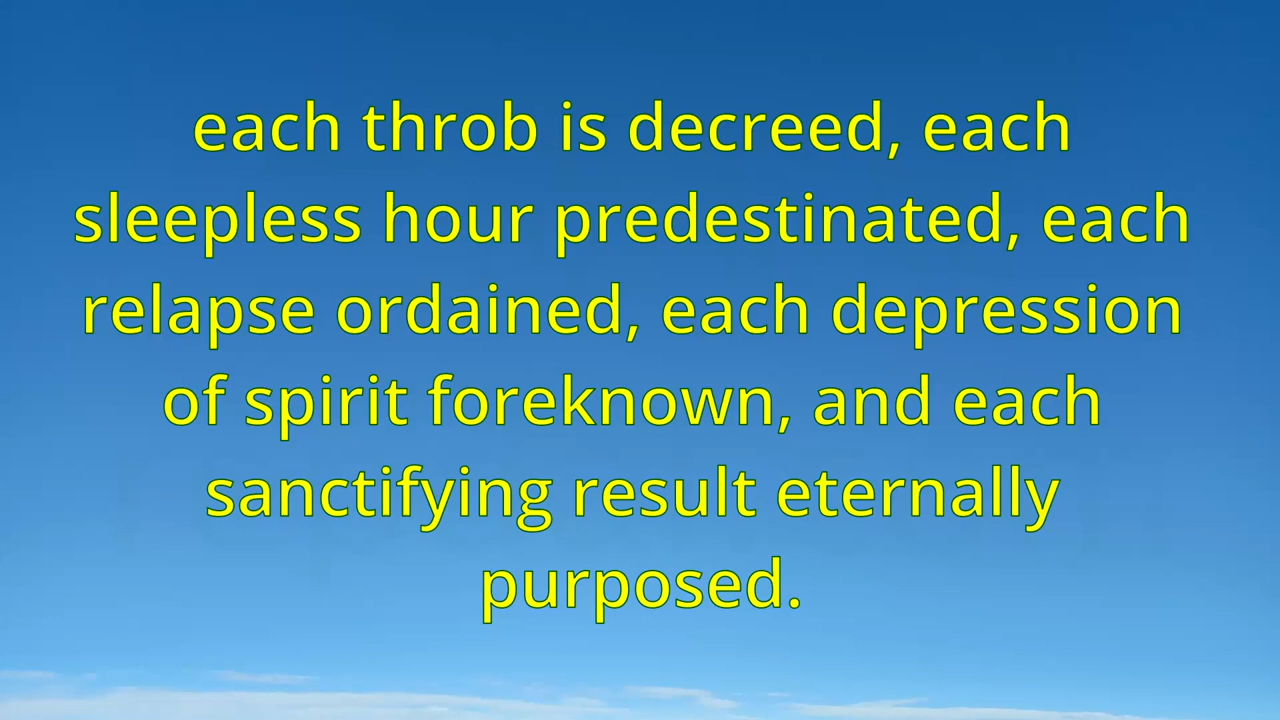 each throb is decreed, each
sleepless hour predestinated, each
relapse ordained, each depression
of spirit foreknown, and each
sanctifying result eternally
purposed.